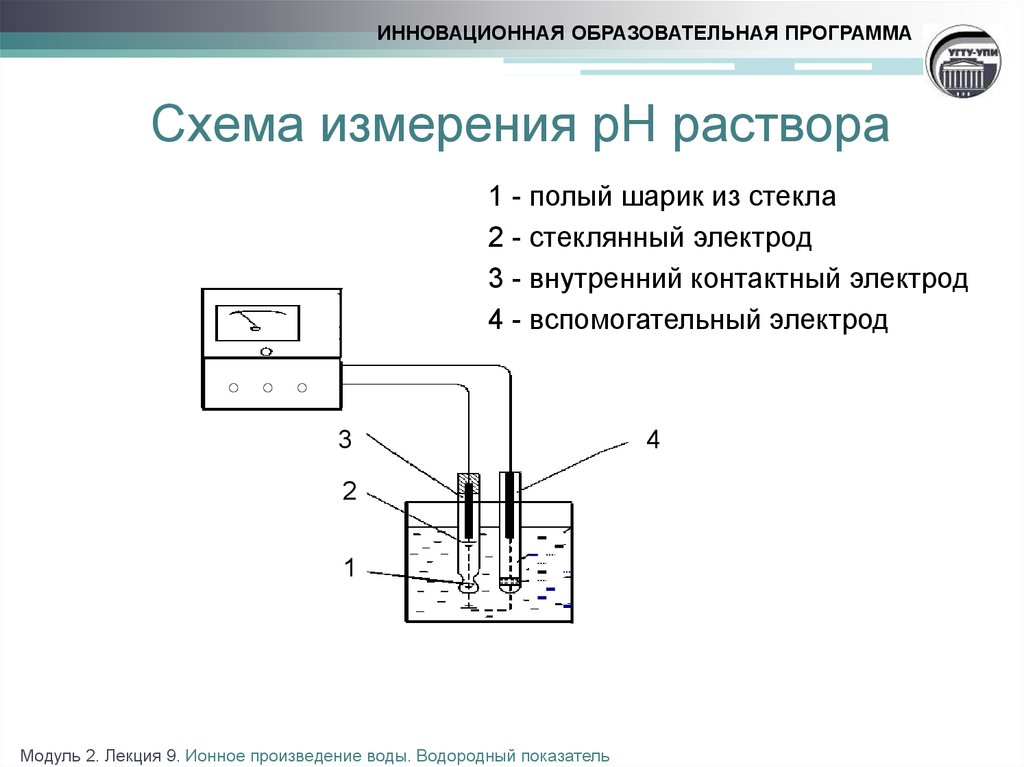 ИННОВАЦИОННАЯ ОБРАЗОВАТЕЛЬНАЯ ПРОГРАММА
УГТУ-УПИ
Схема измерения pH раствора
1 - полый шарик из стекла
2 - стеклянный электрод
3 - внутренний контактный электрод
4 - вспомогательный электрод
3
4
2
1
Модуль 2. Лекция 9. Ионное произведение воды. Водородный показатель